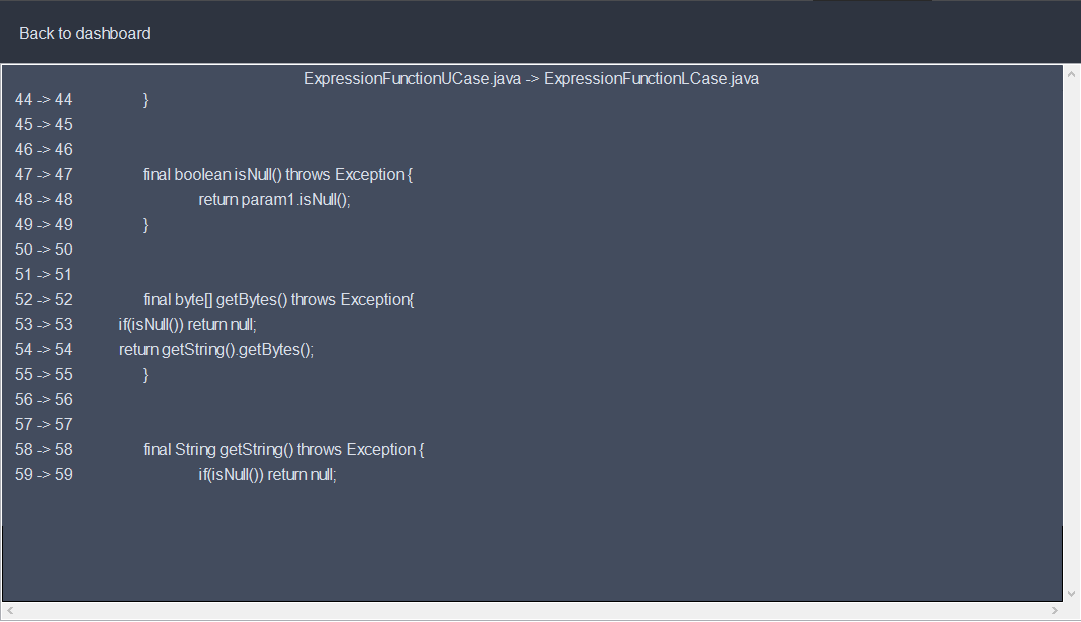 Back to dashboard
ExpressionFunctionUCase.java -> ExpressionFunctionLCase.java
44 -> 44 }
45 -> 45
46 -> 46
47 -> 47 final boolean isNull() throws Exception {
48 -> 48 return param1.isNull();
49 -> 49 }
50 -> 50
51 -> 51
52 -> 52 final byte[] getBytes() throws Exception{
53 -> 53 if(isNull()) return null;
54 -> 54 return getString().getBytes();
55 -> 55 }
56 -> 56
57 -> 57
58 -> 58 final String getString() throws Exception {
59 -> 59 if(isNull()) return null;